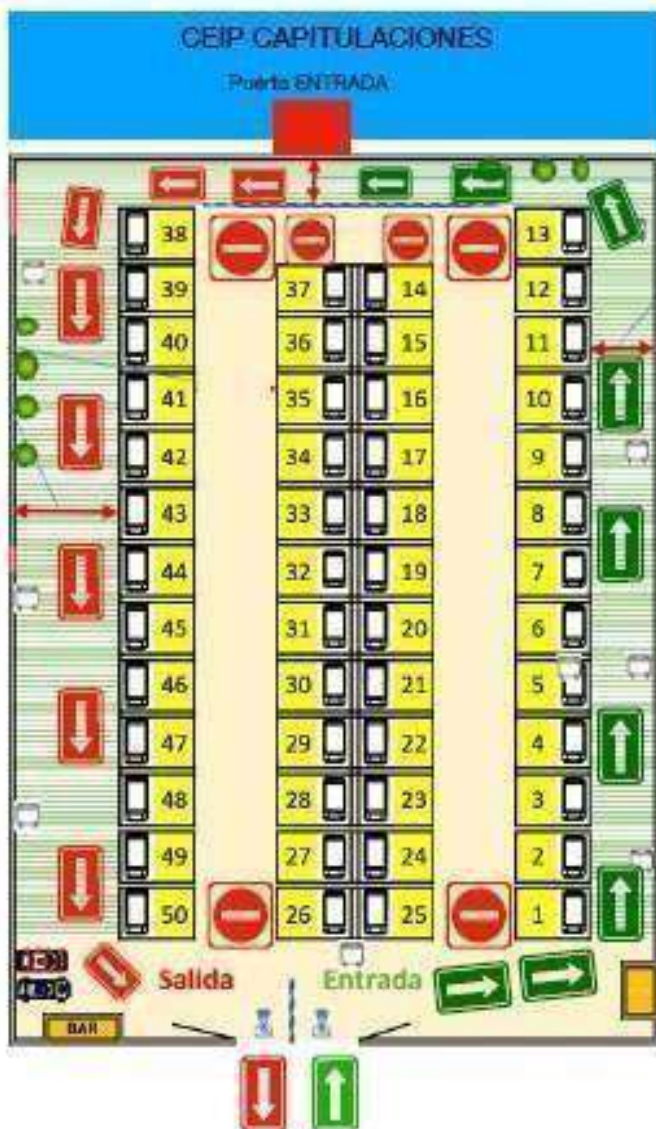 CEIP CAPITULACIONES
Puerta ENTRADA
38 13
39 37 14 12
40 36 15 11
41 35 16 10
42 34 17 9
43 33 18 8
44 32 19 7
45 31 20 6
46 30 21 5
47 29 22 4
48 28 23 3
49 27 24 2
50 26 25 1
Salida Entrada
BAR